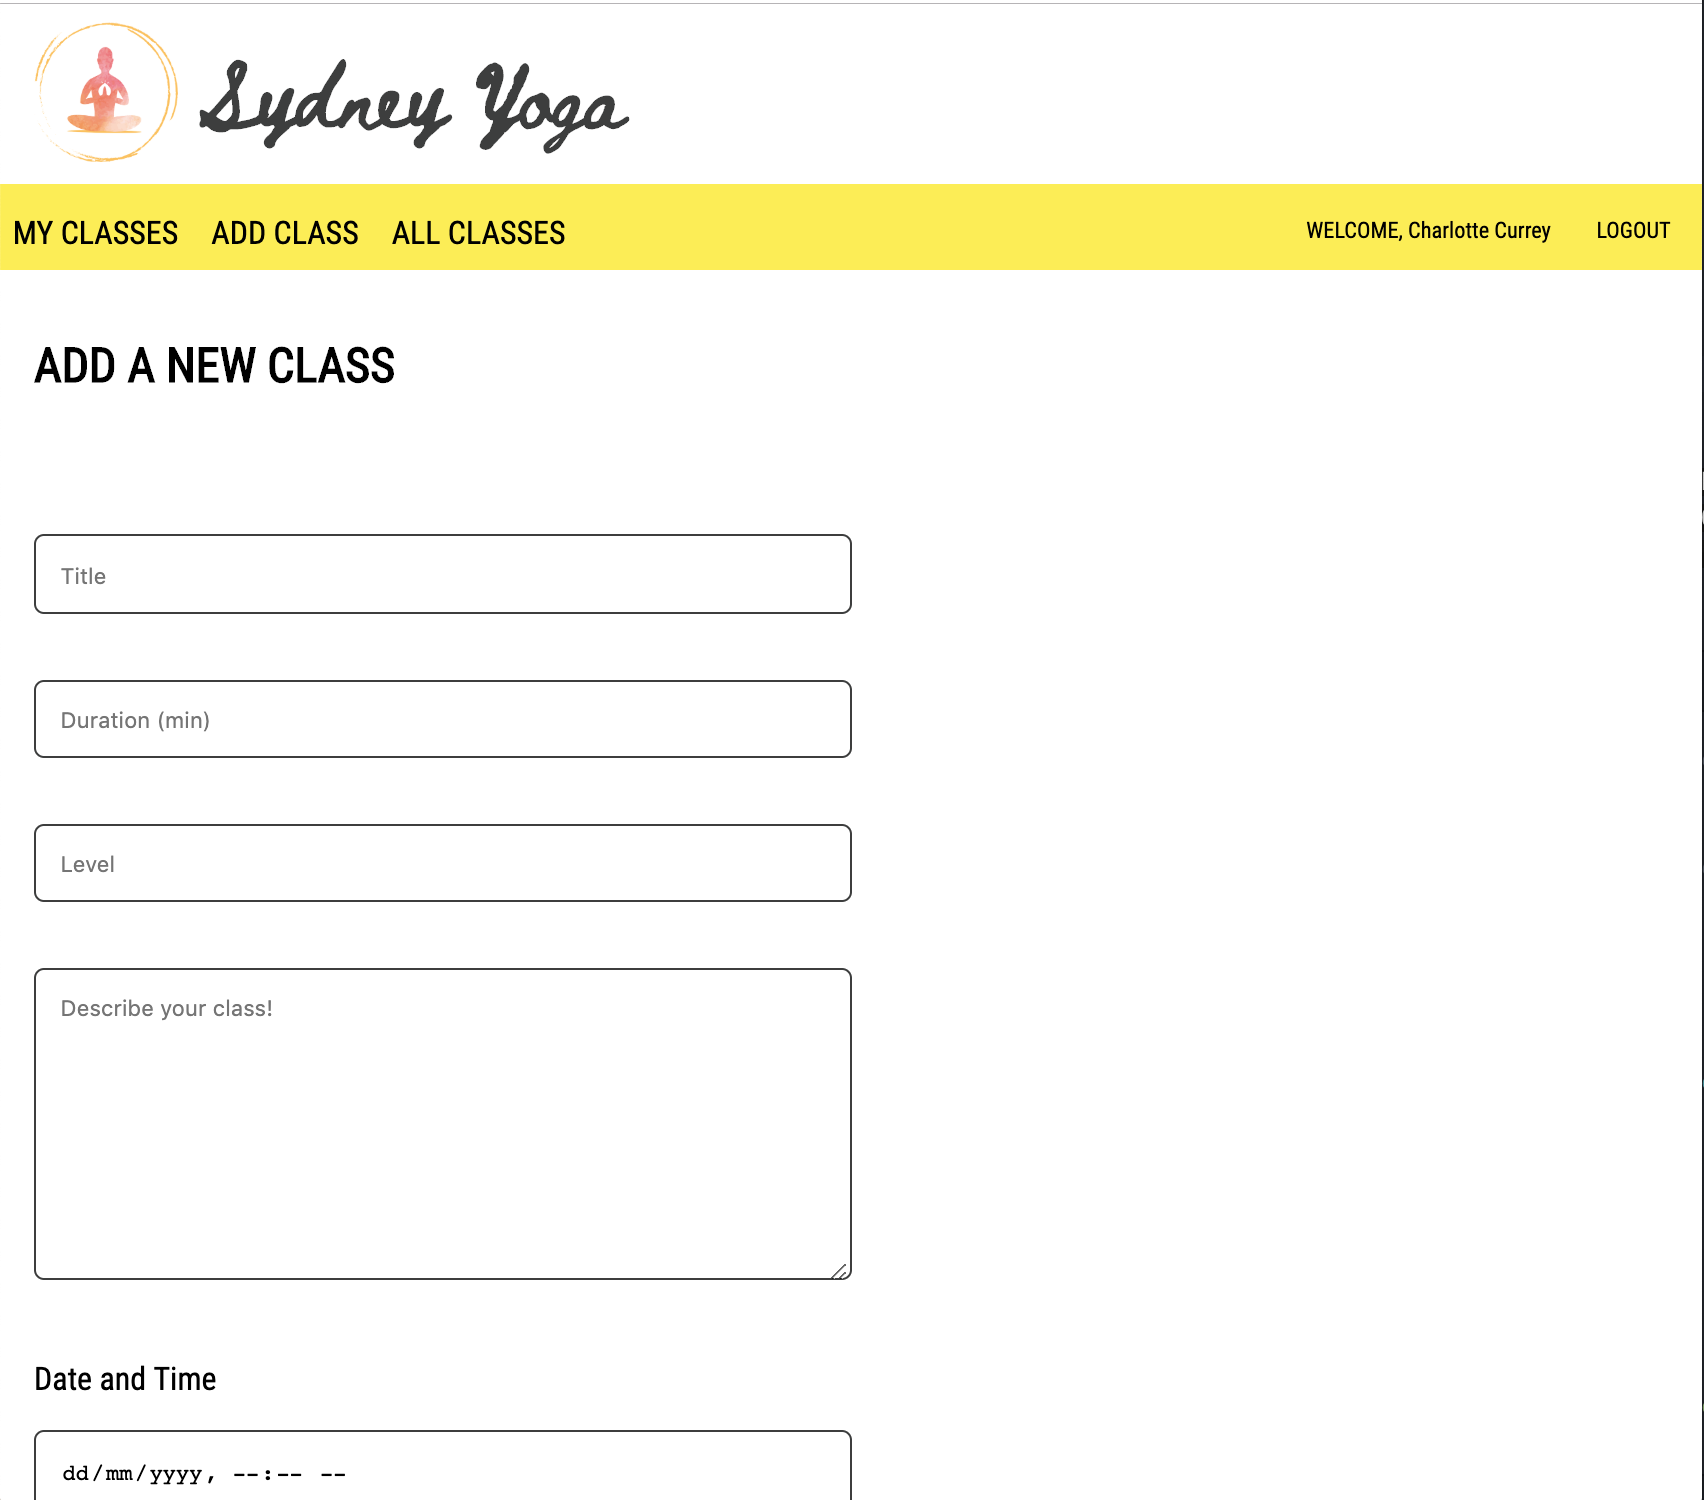 Sydney Yoga
MY CLASSES ADD CLASS ALL CLASSES WELCOME, Charlotte Currey LOGOUT
ADD A NEW CLASS
Title
Duration (min)
Level
Describe your class!
Date and Time
dd/mm/yyyy, --:-- --